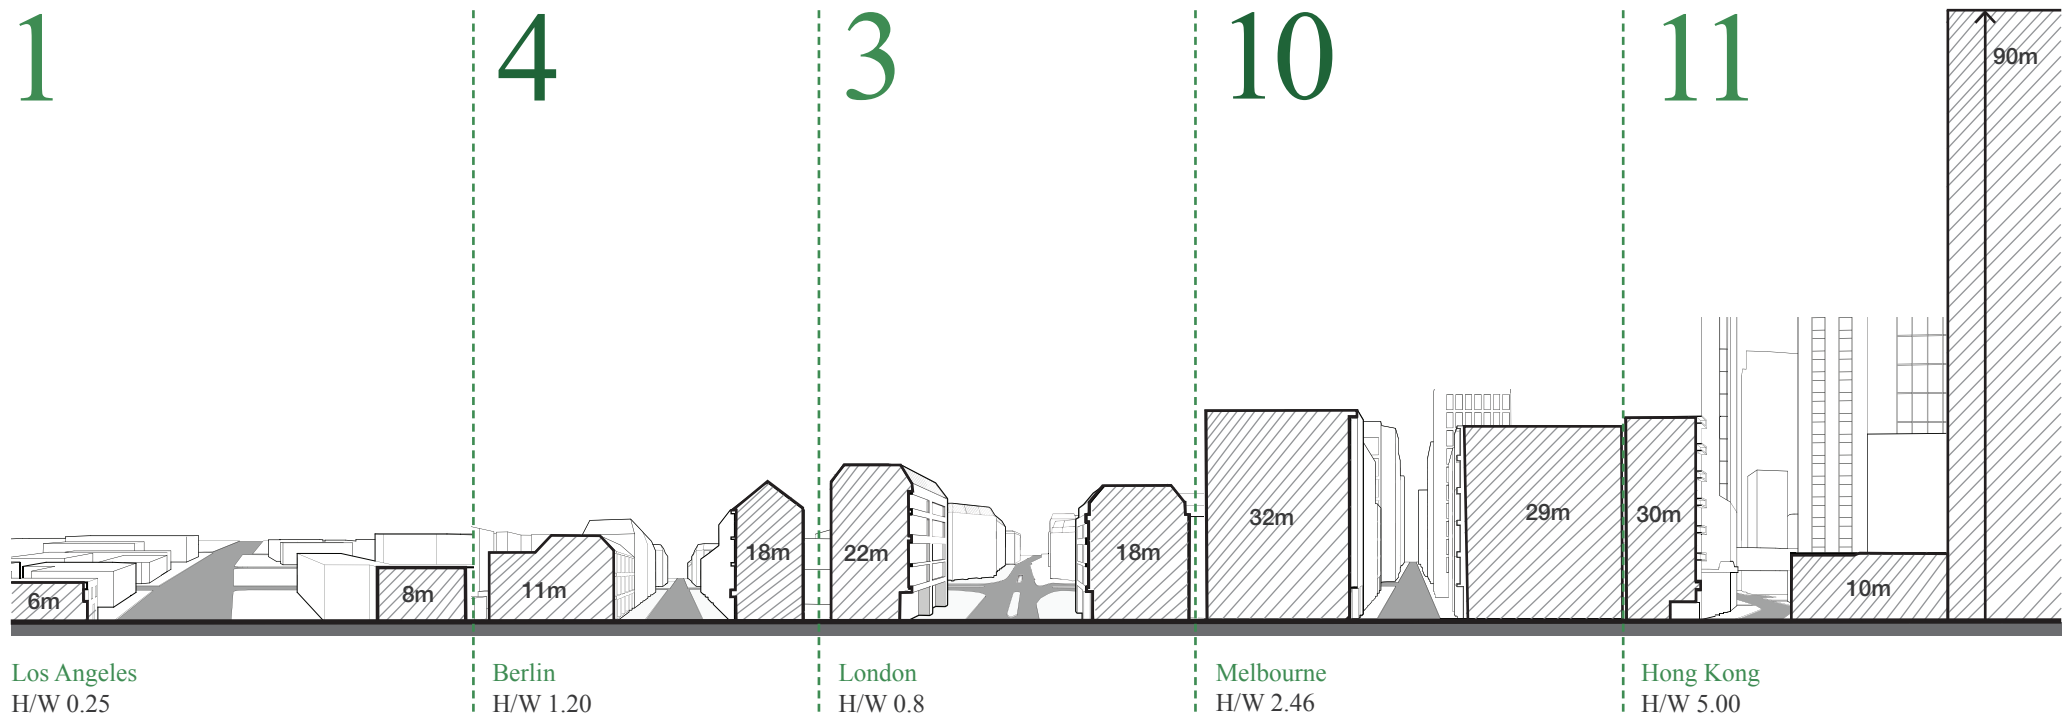 1
4
3
10
11
90m
6m
8m
11m
18m
22m
18m
32m
29m
30m
10m
Los Angeles
H/W 0.25
Berlin
H/W 1.20
London
H/W 0.8
Melbourne
H/W 2.46
Hong Kong
H/W 5.00